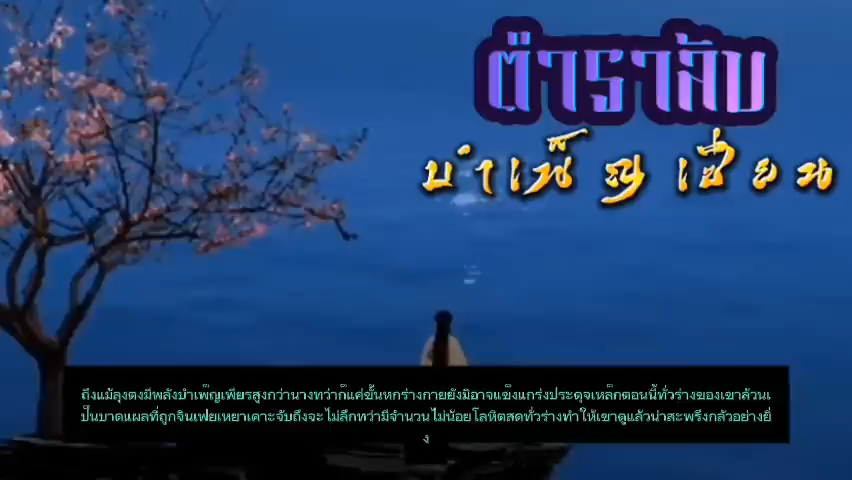 ตำราลับ
บำเพ็ญเซียน
ถึงแม้ลุงตงมีพลังบำเพ็ญเพียรสูงกว่านางทว่าก็แค่ขั้นหกร่างกายยังมิอาจแข็งแกร่งประดุจเหล็กตอนนี้ทั่วร่างของเขาล้วนเ
ป็นบาดแผลที่ถูกจินเฟยเหยาเคาะจับถึงจะไม่ลึกทว่ามีจำนวนไม่น้อยโลหิตสดทั่วร่างทำให้เขาดูแล้วน่าสะพรึงกลัวอย่างยิ่
ง